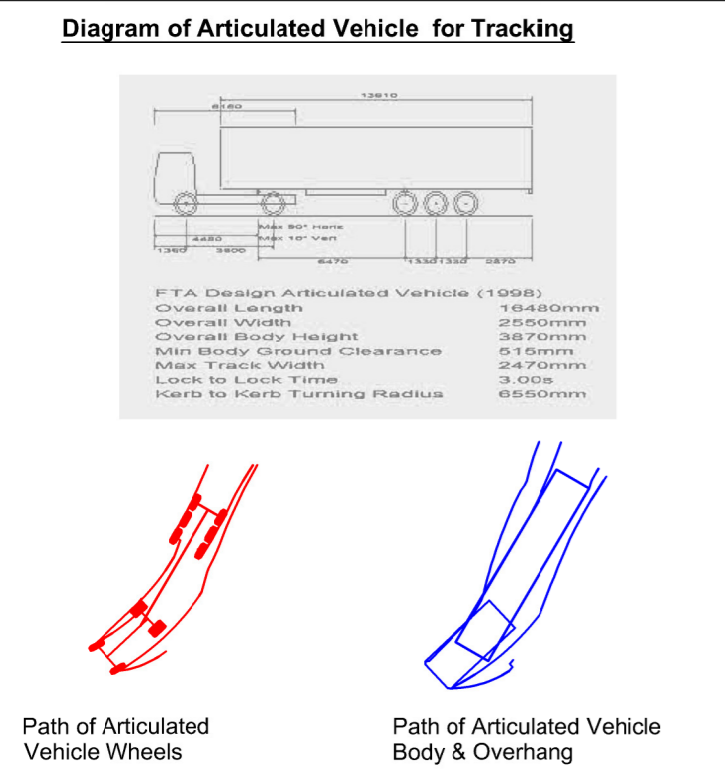 Diagram of Articulated Vehicle for Tracking
13610
6160
Max 90° Horiz
4480
Max 10° Vert
1360 3800
6470 1330 1330 2870
FTA Design Articulated Vehicle (1998)
Overall Length 16480mm
Overall Width 2550mm
Overall Body Height 3870mm
Min Body Ground Clearance 515mm
Max Track Width 2470mm
Lock to Lock Time 3.00s
Kerb to Kerb Turning Radius 6550mm
Path of Articulated Vehicle Wheels
Path of Articulated Vehicle Body & Overhang